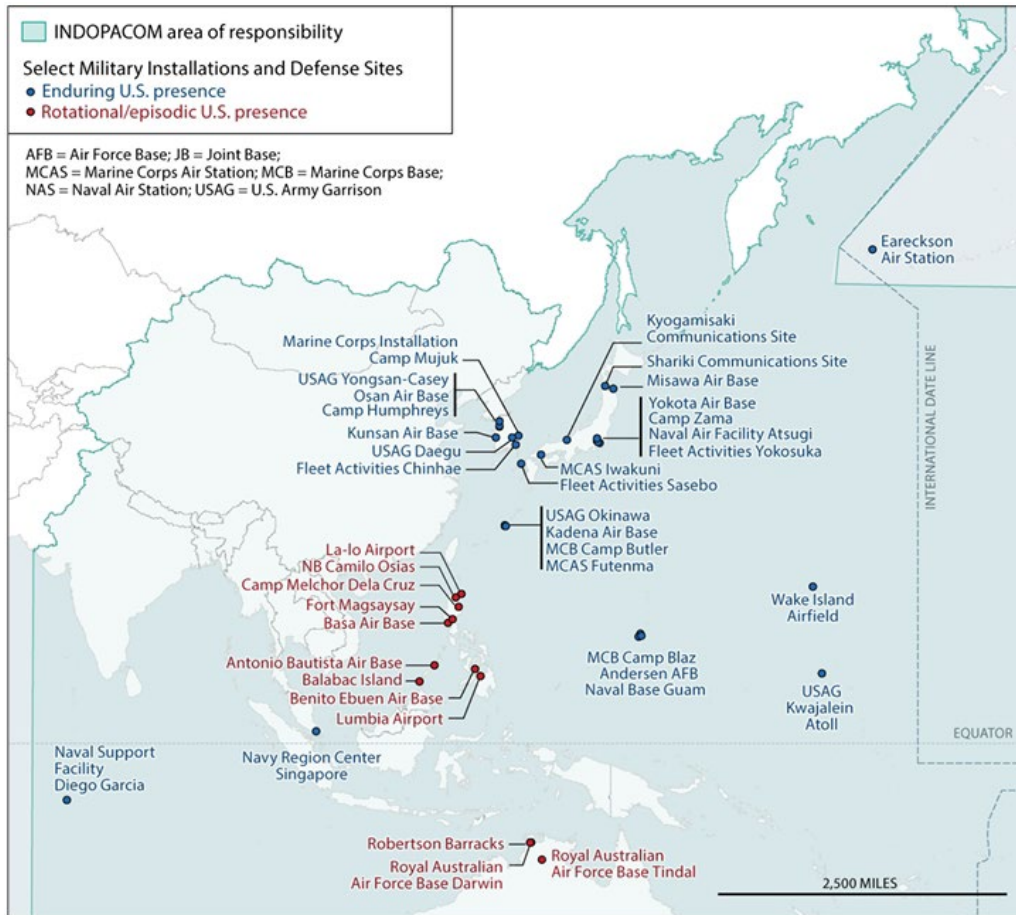 INDOPACOM area of responsibility
Select Military Installations and Defense Sites
Enduring U.S. presence
Rotational/episodic U.S. presence
AFB = Air Force Base; JB = Joint Base;
MCAS = Marine Corps Air Station; MCB = Marine Corps Base;
NAS = Naval Air Station; USAG = U.S. Army Garrison
Eareckson
Air Station
INTERNATIONAL DATE LINE
Kyogamisaki
Communications Site
Shariki Communications Site
Misawa Air Base
Yokota Air Base
Camp Zama
Naval Air Facility Atsugi
Fleet Activities Yokosuka
Marine Corps Installation
Camp Mujuk
USAG Yongsan-Casey
Osan Air Base
Camp Humphreys
Kunsan Air Base
USAG Daegu
Fleet Activities Chinhae
MCAS Iwakuni
Fleet Activities Sasebo
USAG Okinawa
Kadena Air Base
MCB Camp Butler
MCAS Futenma
La-lo Airport
NB Camilo Osias
Camp Melchor Dela Cruz
Fort Magsaysay
Basa Air Base
Antonio Bautista Air Base
Balabac Island
Benito Ebuen Air Base
Lumbia Airport
Wake Island
Airfield
MCB Camp Blaz
Andersen AFB
Naval Base Guam
USAG
Kwajalein
Atoll
EQUATOR
Naval Support
Facility
Diego Garcia
Navy Region Center
Singapore
Robertson Barracks
Royal Australian
Air Force Base Darwin
Royal Australian
Air Force Base Tindal
2,500 MILES